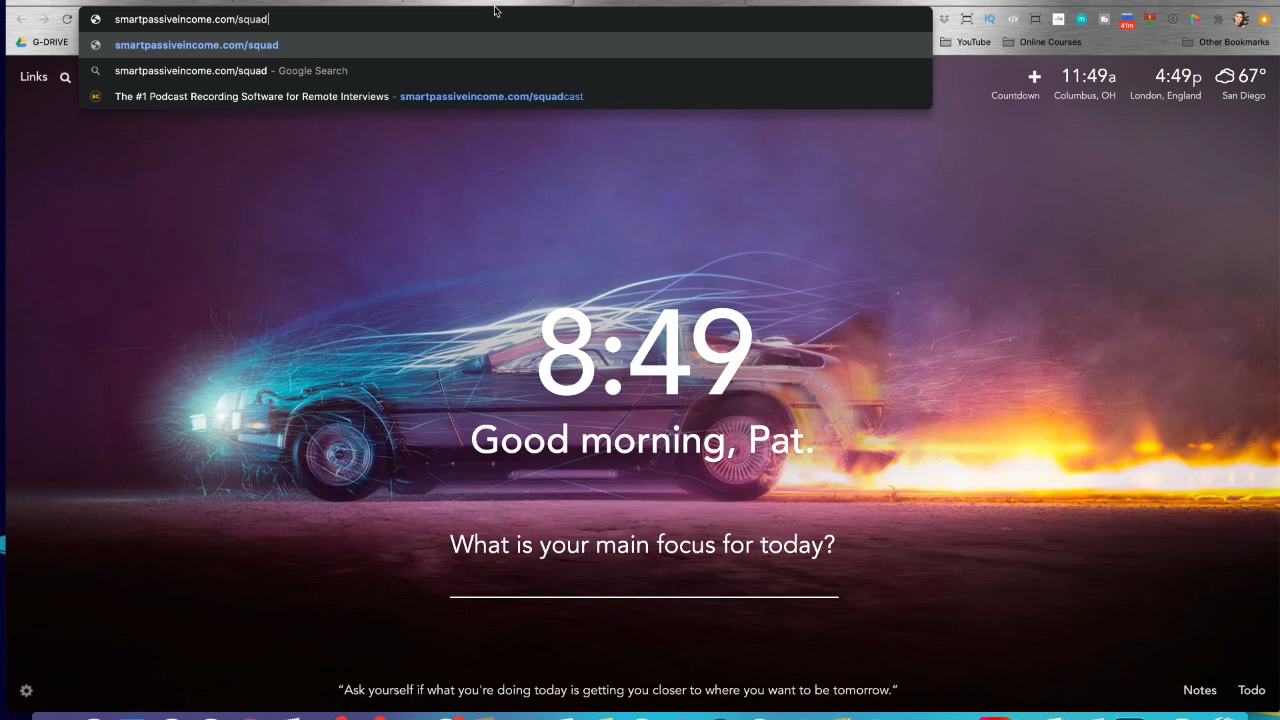 smartpassiveincome.com/squad
smartpassiveincome.com/squad
smartpassiveincome.com/squad - Google Search
The #1 Podcast Recording Software for Remote Interviews - smartpassiveincome.com/squadcast
G-DRIVE
YouTube
Online Courses
Other Bookmarks
IQ
41m
Links
11:49a
4:49p
67°
Countdown
Columbus, OH
London, England
San Diego
8:49
Good morning, Pat.
What is your main focus for today?
“Ask yourself if what you're doing today is getting you closer to where you want to be tomorrow.”
Notes
Todo